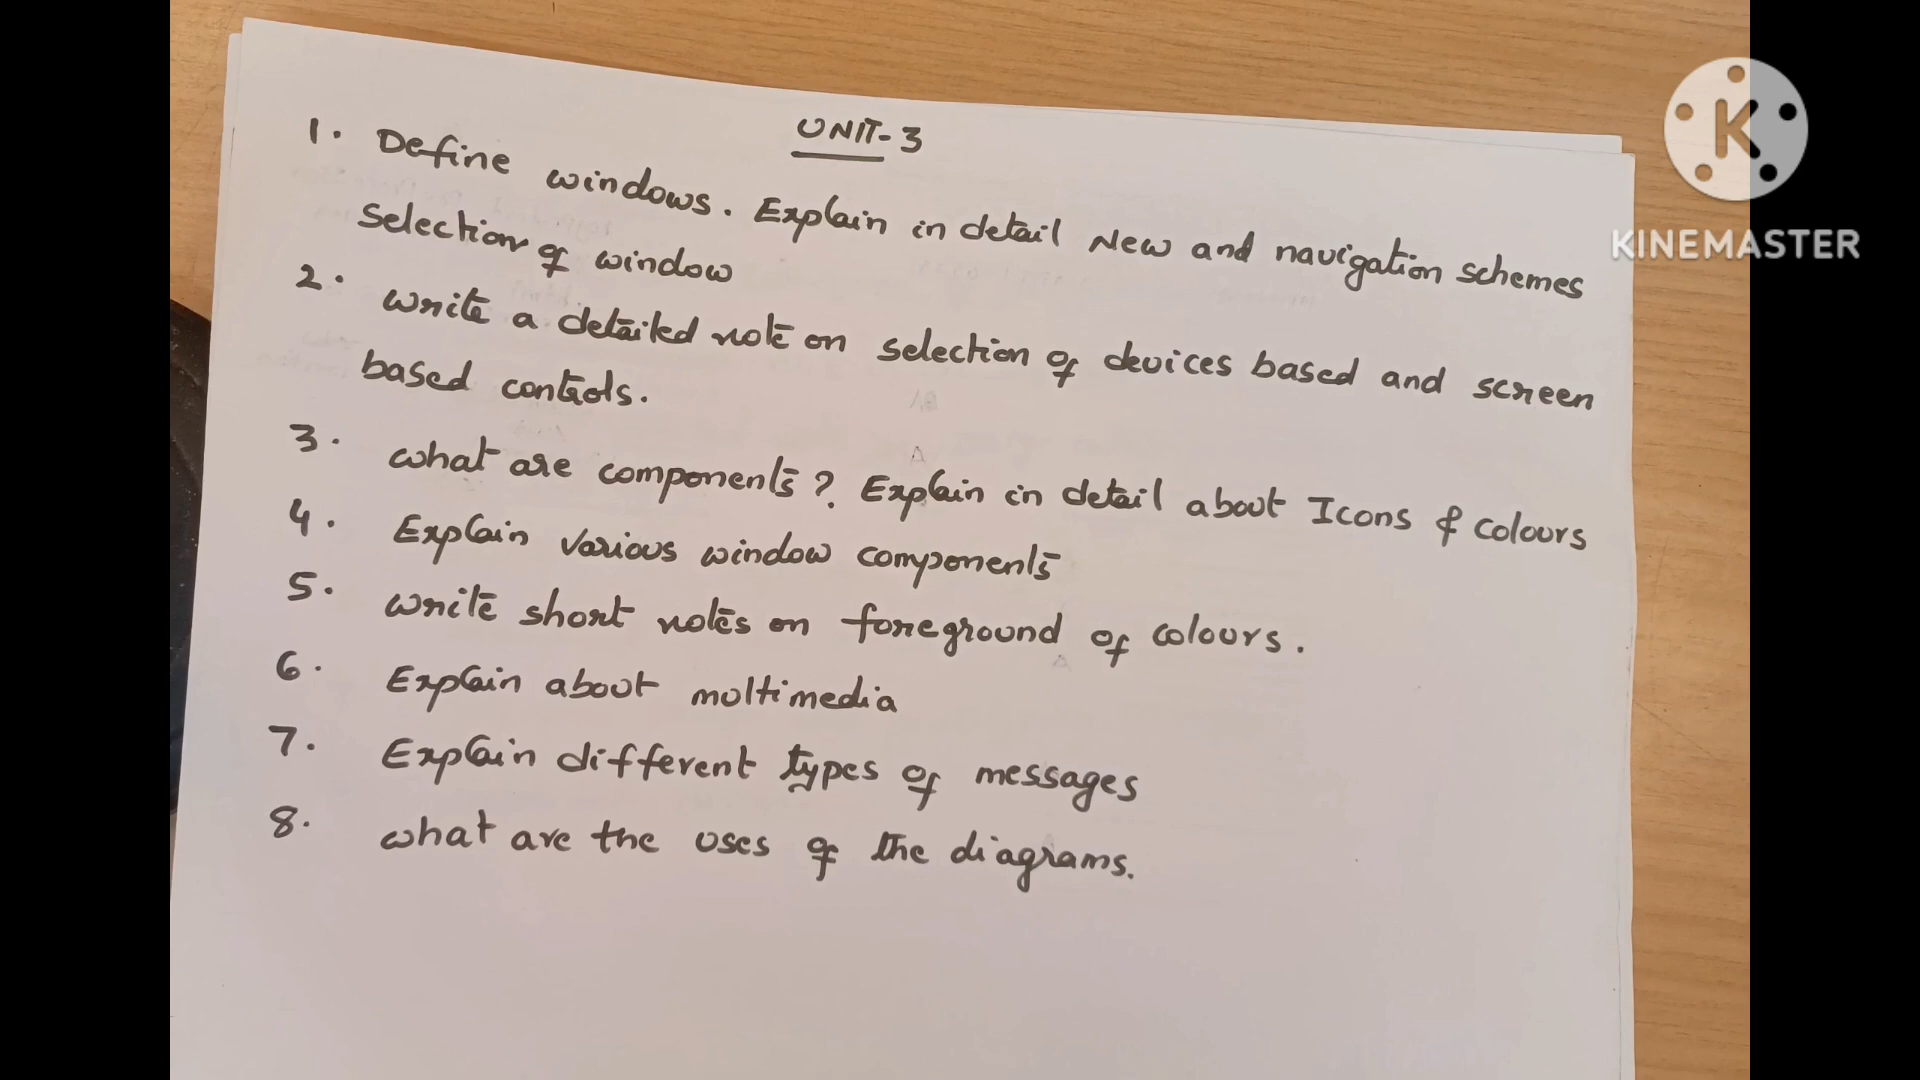 UNIT-3
1. Define windows. Explain in detail New and navigation schemes
selection of window
2. write a detailed note on selection of devices based and screen
based controls.
3. what are components? Explain in detail about Icons & colours
4. Explain various window components
5. write short notes on foreground of colours.
6. Explain about multimedia
7. Explain different types of messages
8. what are the uses of the diagrams.
K
KINEMASTER